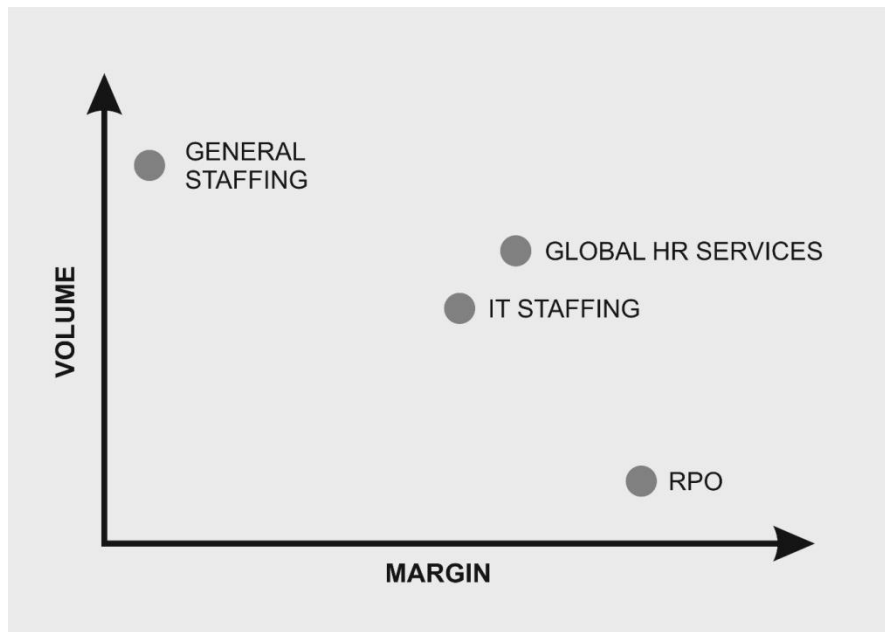 GENERAL
STAFFING
GLOBAL HR SERVICES
IT STAFFING
VOLUME
RPO
MARGIN